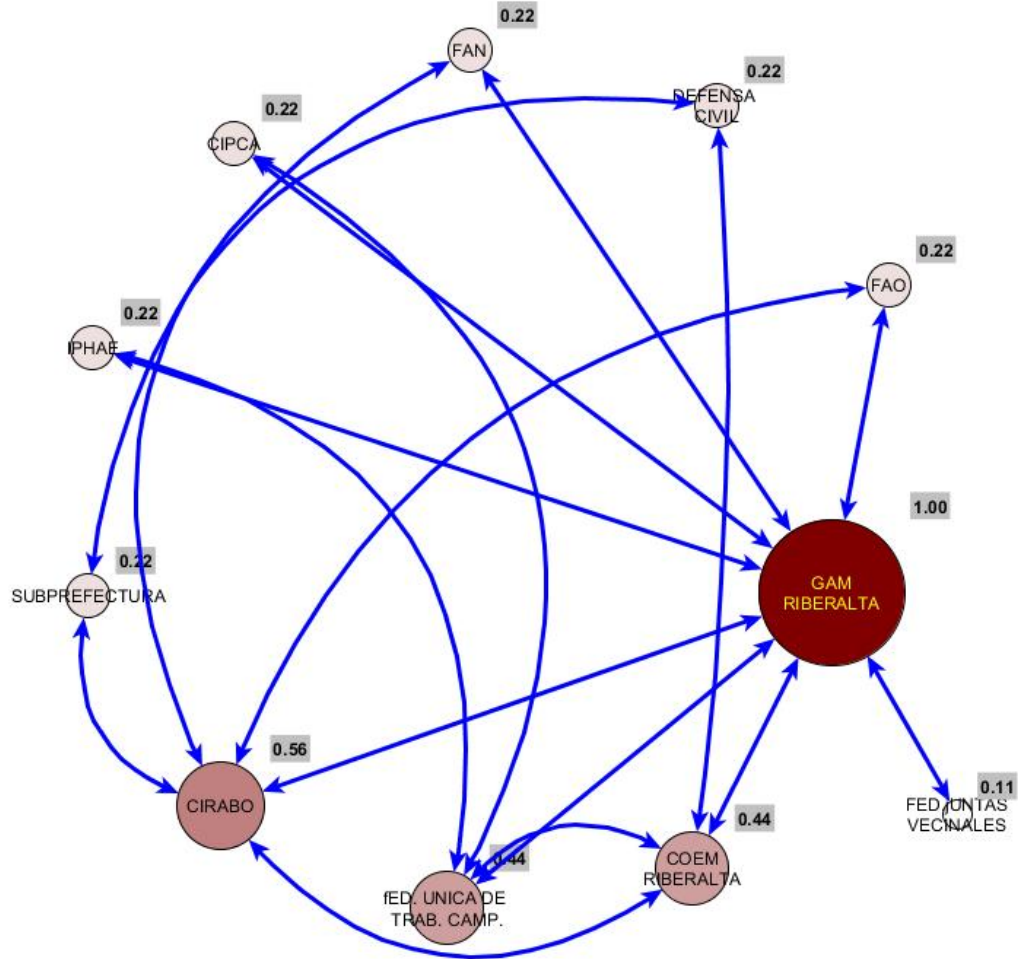 0.22
FAN
0.22
DEFENSA
CIVIL
0.22
CIPCA
0.22
FAO
0.22
IPHAE
1.00
GAM
RIBERALTA
0.22
SUBPREFECTURA
0.56
CIRABO
0.11
FED JUNTAS
VECINALES
0.44
COEM
RIBERALTA
0.44
fED. UNICA DE
TRAB. CAMP.